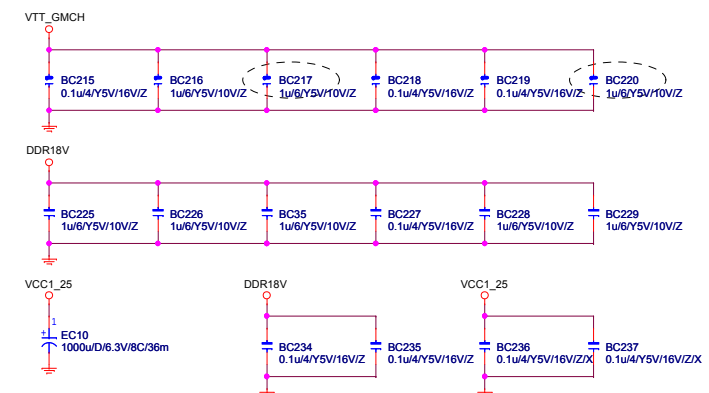 VTT_GMCH
BC215 BC216 BC217 BC218 BC219 BC220
0.1u/4/Y5V/16V/Z 1u/6/Y5V/10V/Z 1u/6/Y5V/10V/Z 0.1u/4/Y5V/16V/Z 0.1u/4/Y5V/16V/Z 1u/6/Y5V/10V/Z
DDR18V
BC225 BC226 BC35 BC227 BC228 BC229
1u/6/Y5V/10V/Z 1u/6/Y5V/10V/Z 1u/6/Y5V/10V/Z 0.1u/4/Y5V/16V/Z 1u/6/Y5V/10V/Z 1u/6/Y5V/10V/Z
VCC1_25 DDR18V VCC1_25
1
+ EC10
1000u/D/6.3V/8C/36m
BC234 BC235 BC236 BC237
0.1u/4/Y5V/16V/Z 0.1u/4/Y5V/16V/Z 0.1u/4/Y5V/16V/Z/X 0.1u/4/Y5V/16V/Z/X